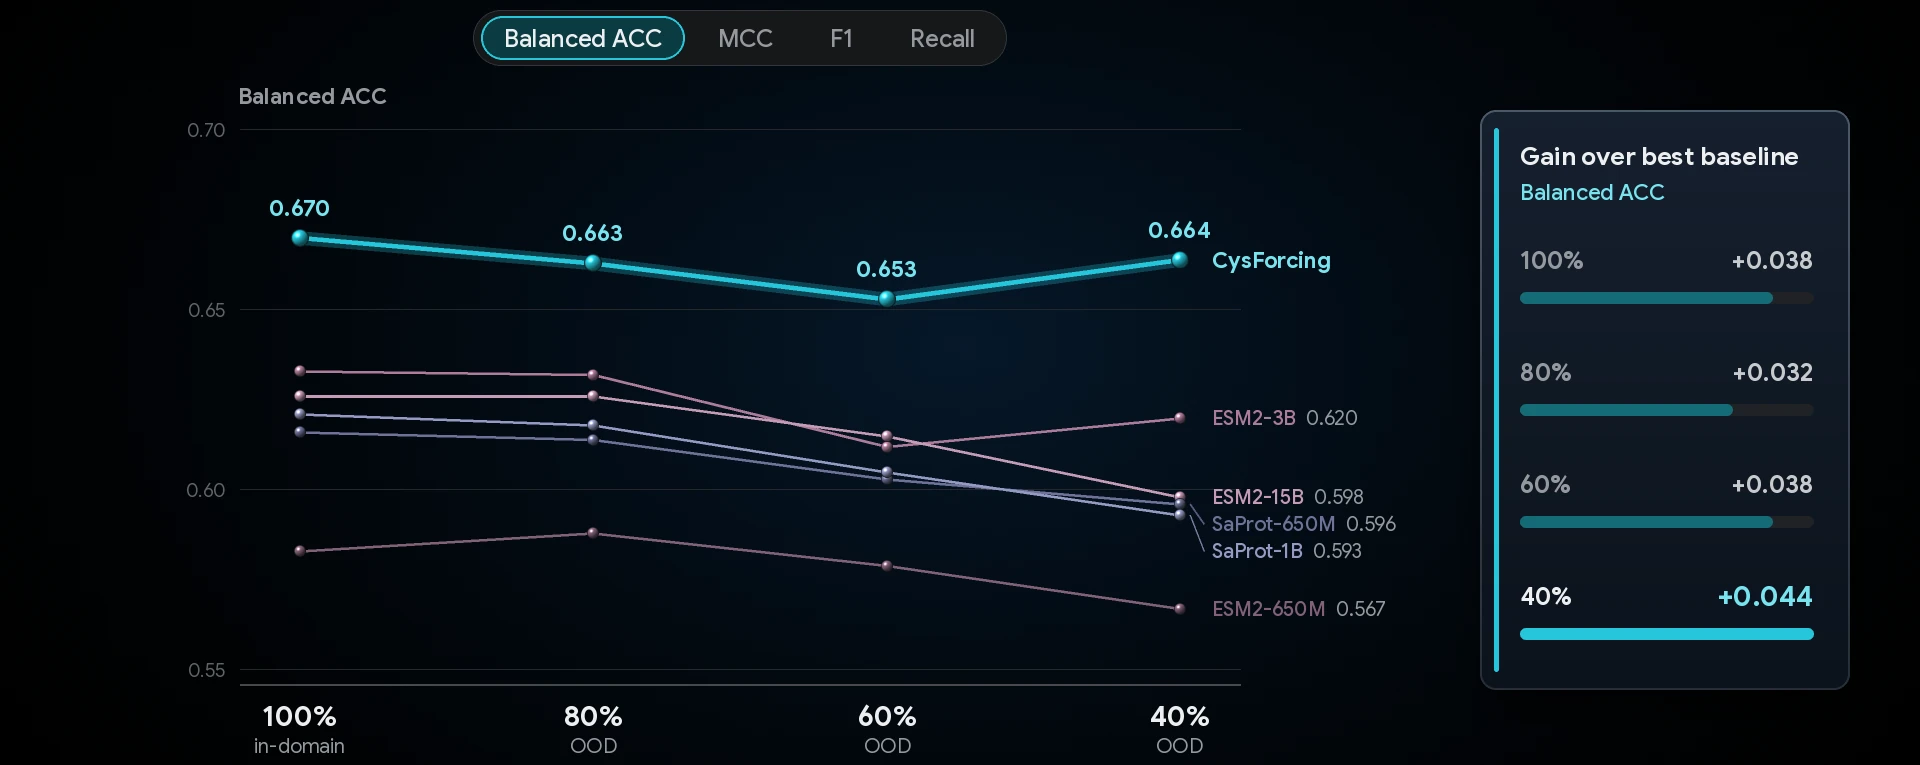 Balanced ACC MCC F1 Recall
Balanced ACC
0.70
0.670
0.663
0.653
0.664
CysForcing
0.65
ESM2-3B 0.620
0.60
ESM2-15B 0.598
SaProt-650M 0.596
SaProt-1B 0.593
ESM2-650M 0.567
0.55
100% 80% 60% 40%
in-domain OOD OOD OOD
Gain over best baseline
Balanced ACC
100% +0.038
80% +0.032
60% +0.038
40% +0.044